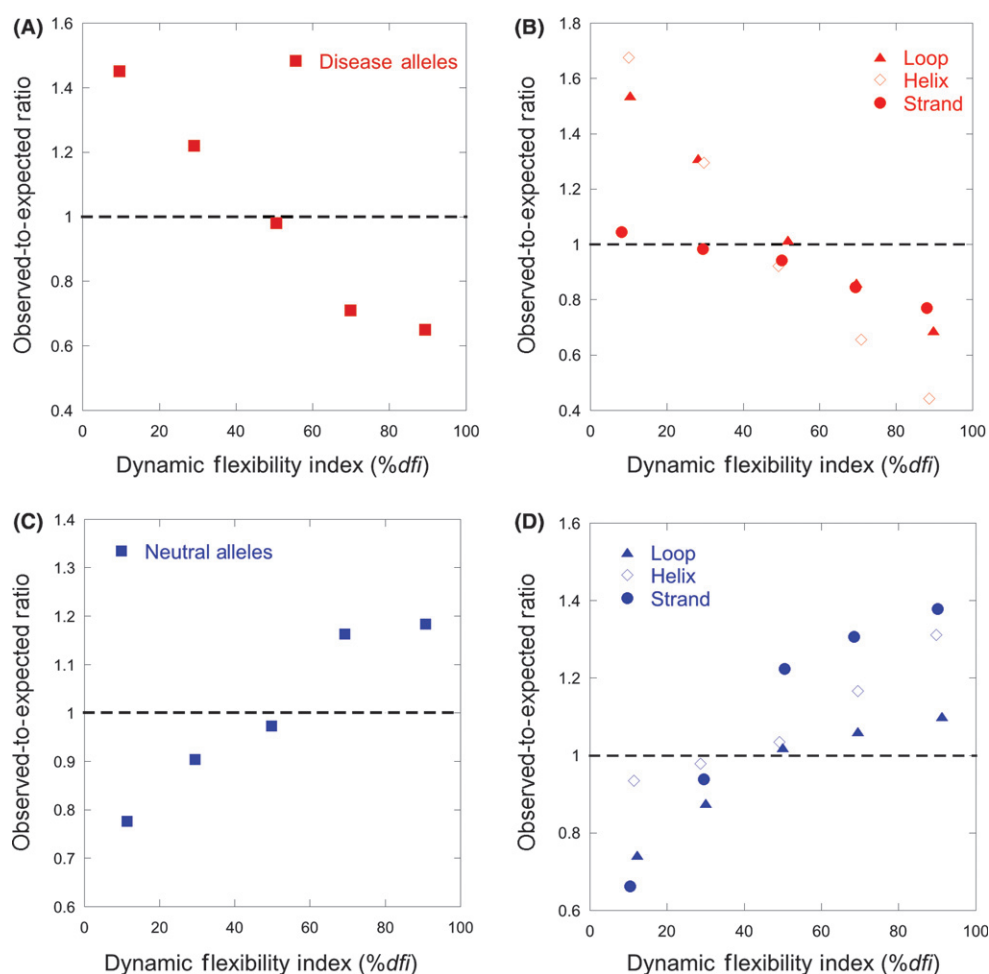 (A)
1.6
1.4
1.2
1
0.8
0.6
0.4
Observed-to-expected ratio
Disease alleles
0 20 40 60 80 100
Dynamic flexibility index (%dfi)
(B)
1.8
1.6
1.4
1.2
1
0.8
0.6
0.4
Observed-to-expected ratio
Loop
Helix
Strand
0 20 40 60 80 100
Dynamic flexibility index (%dfi)
(C)
1.4
1.3
1.2
1.1
1
0.9
0.8
0.7
0.6
Observed-to-expected ratio
Neutral alleles
0 20 40 60 80 100
Dynamic flexibility index (%dfi)
(D)
1.6
1.4
1.2
1
0.8
0.6
Observed-to-expected ratio
Loop
Helix
Strand
0 20 40 60 80 100
Dynamic flexibility index (%dfi)